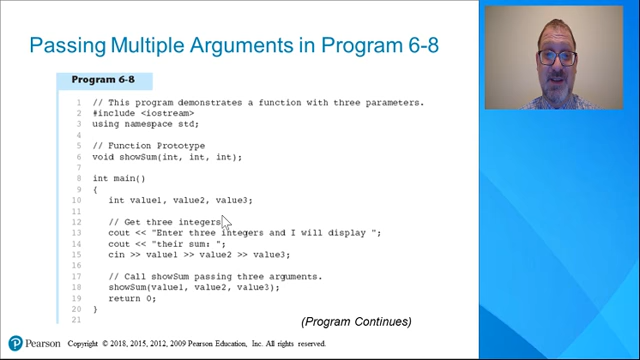 Passing Multiple Arguments in Program 6-8
Program 6-8
1 // This program demonstrates a function with three parameters.
2 #include <iostream>
3 using namespace std;
4
5 // Function Prototype
6 void showSum(int, int, int);
7
8 int main()
9 {
10 int value1, value2, value3;
11
12 // Get three integers
13 cout << "Enter three integers and I will display ";
14 cout << "their sum: ";
15 cin >> value1 >> value2 >> value3;
16
17 // Call showSum passing three arguments.
18 showSum(value1, value2, value3);
19 return 0;
20 }
21
(Program Continues)
Pearson Copyright © 2018, 2015, 2012, 2009 Pearson Education, Inc. All rights reserved.